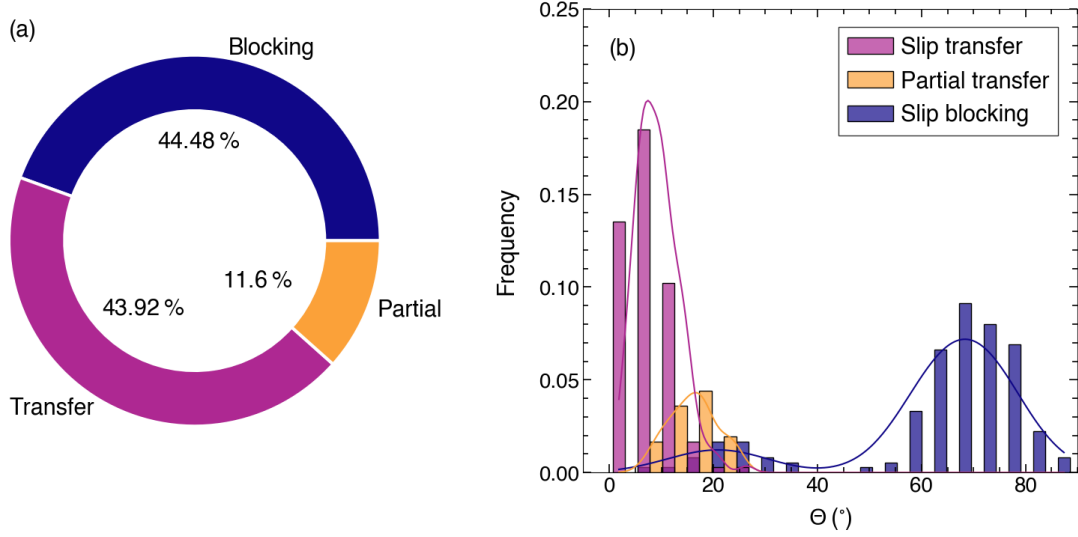 (a)
Blocking
44.48 %
11.6 %
43.92 %
Partial
Transfer
(b)
Slip transfer
Partial transfer
Slip blocking
Frequency
0.25
0.20
0.15
0.10
0.05
0.00
0 20 40 60 80
Θ (°)